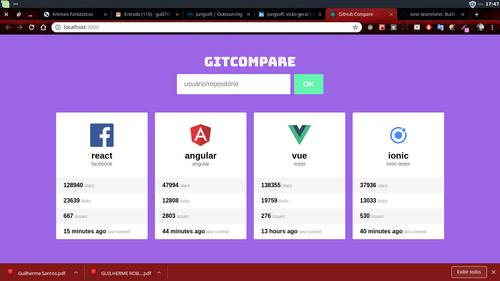 17:47
Animais Fantásticos
Entrada (119) - gui07
jungsoft | Outsourcing
jungsoft visão geral
GitHub Compare
ionic-team/ionic: Buil
localhost:3000
GITCOMPARE
usuário/repositório
OK
react
facebook
128940 stars
23639 forks
667 issues
15 minutes ago last commit
angular
angular
47994 stars
12808 forks
2803 issues
44 minutes ago last commit
vue
vuejs
138355 stars
19759 forks
276 issues
13 hours ago last commit
ionic
ionic-team
37936 stars
13033 forks
530 issues
40 minutes ago last commit
Guilherme Santos.pdf
GUILHERME ROB....pdf
Exibir todos